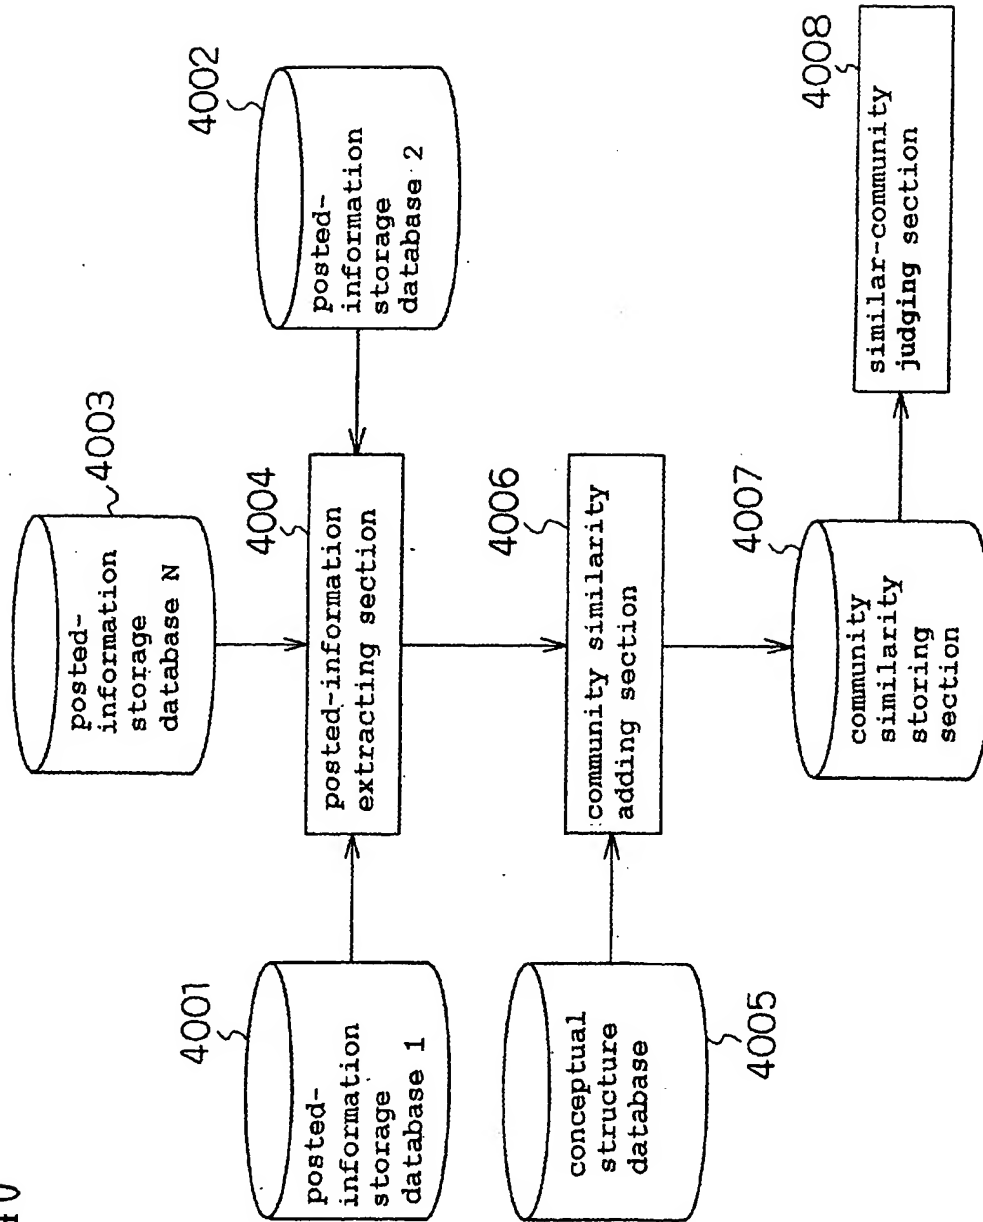 4003
posted-
information
storage
database N
4002
posted-
information
storage
database 2
4001
posted-
information
storage
database 1
4004
posted-information
extracting section
4005
conceptual
structure
database
4006
community similarity
adding section
4007
community
similarity
storing
section
4008
similar-community
judging section